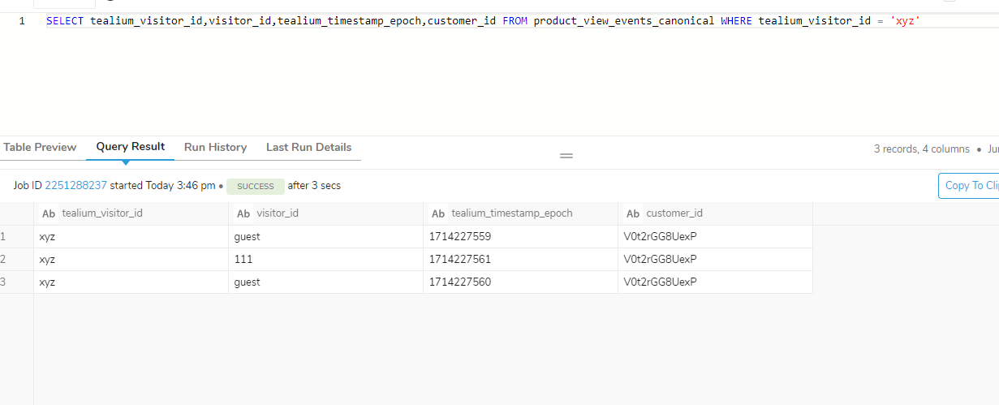 1 SELECT tealium_visitor_id,visitor_id,tealium_timestamp_epoch,customer_id FROM product_view_events_canonical WHERE tealium_visitor_id = 'xyz'
Table Preview Query Result Run History Last Run Details 3 records, 4 columns • Ju
Job ID 2251288237 started Today 3:46 pm • SUCCESS after 3 secs Copy To Cli
Ab tealium_visitor_id Ab visitor_id Ab tealium_timestamp_epoch Ab customer_id
1 xyz guest 1714227559 V0t2rGG8UexP
2 xyz 111 1714227561 V0t2rGG8UexP
3 xyz guest 1714227560 V0t2rGG8UexP